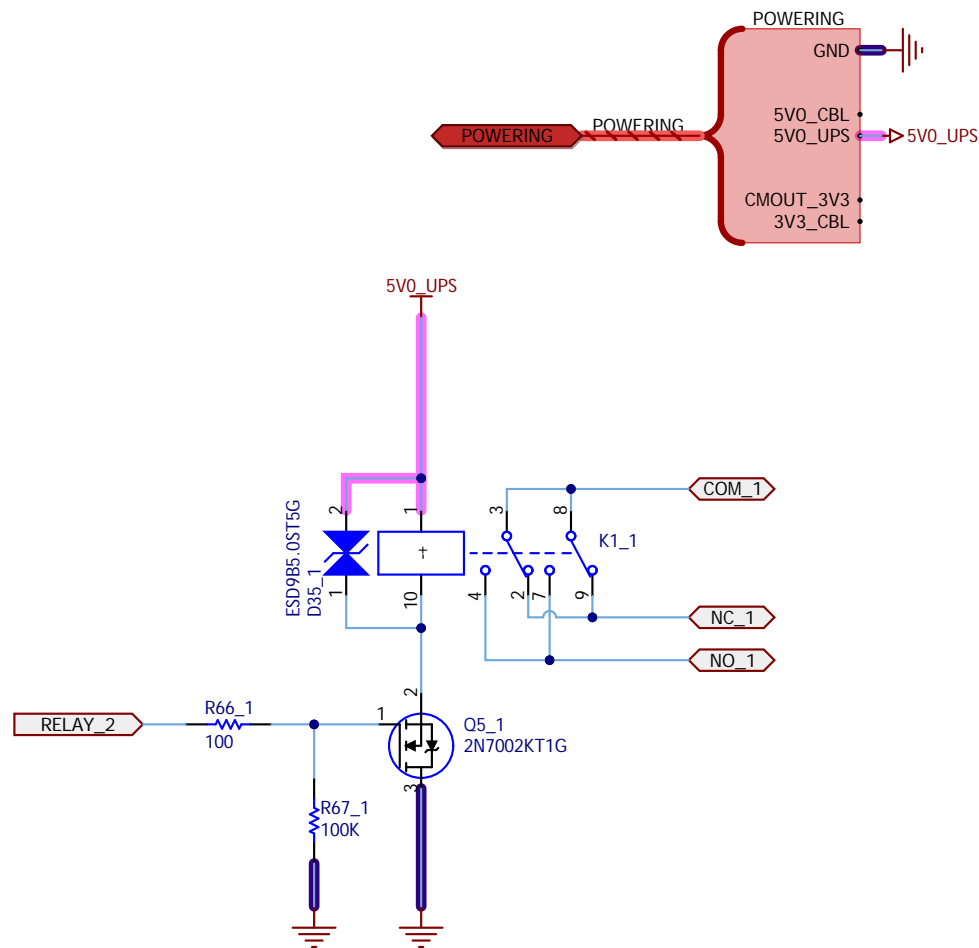 POWERING
GND
5V0_CBL
5V0_UPS
CMOUT_3V3
3V3_CBL
5V0_UPS
POWERING
POWERING
5V0_UPS
ESD9B5.0ST5G
D35_1
2
1
1
10
+
3
8
4
2
7
9
K1_1
COM_1
NC_1
NO_1
RELAY_2
R66_1
100
R67_1
100K
1
2
3
Q5_1
2N7002KT1G